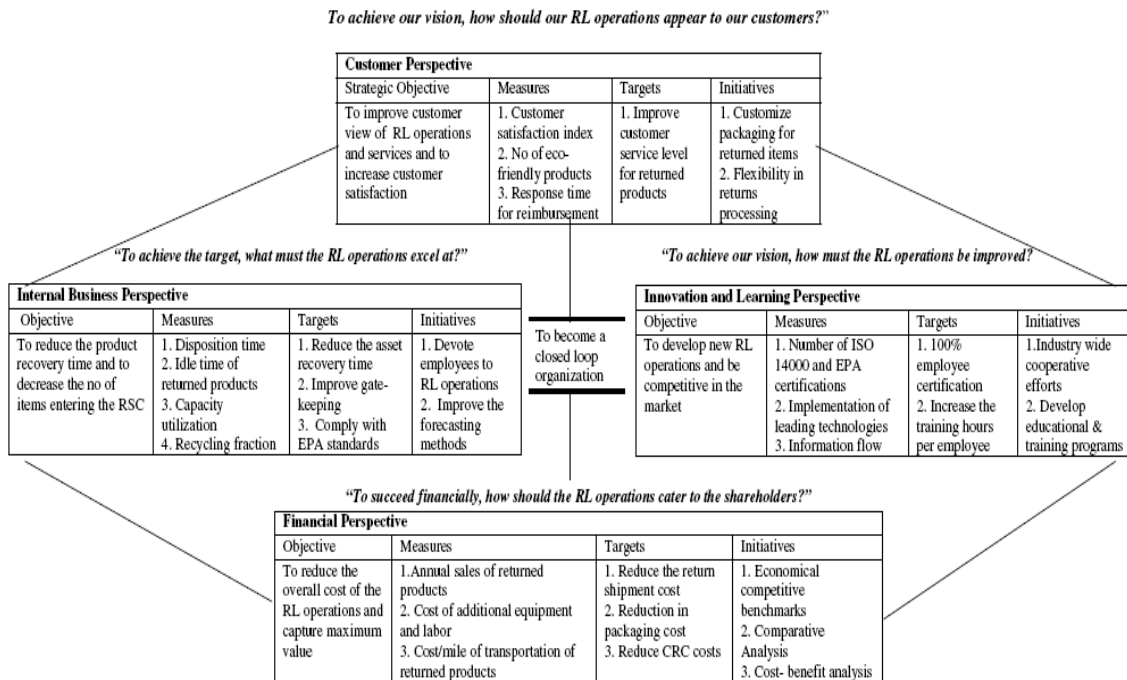 To achieve our vision, how should our RL operations appear to our customers?”
Customer Perspective
Strategic Objective
To improve customer
view of RL operations
and services and to
increase customer
satisfaction
Measures
1. Customer
satisfaction index
2. No of eco-
friendly products
3. Response time
for reimbursement
Targets
1. Improve
customer
service level
for returned
products
Initiatives
1. Customize
packaging for
returned items
2. Flexibility in
returns
processing
“To achieve the target, what must the RL operations excel at?”
Internal Business Perspective
Objective
To reduce the product
recovery time and to
decrease the no of
items entering the RSC
Measures
1. Disposition time
2. Idle time of
returned products
3. Capacity
utilization
4. Recycling fraction
Targets
1. Reduce the asset
recovery time
2. Improve gate-
keeping
3. Comply with
EPA standards
Initiatives
1. Devote
employees to
RL operations
2. Improve the
forecasting
methods
To become a
closed loop
organization
“To achieve our vision, how must the RL operations be improved?
Innovation and Learning Perspective
Objective
To develop new RL
operations and be
competitive in the
market
Measures
1. Number of ISO
14000 and EPA
certifications
2. Implementation of
leading technologies
3. Information flow
Targets
1. 100%
employee
certification
2. Increase the
training hours
per employee
Initiatives
1.Industry wide
cooperative
efforts
2. Develop
educational &
training programs
“To succeed financially, how should the RL operations cater to the shareholders?”
Financial Perspective
Objective
To reduce the
overall cost of the
RL operations and
capture maximum
value
Measures
1.Annual sales of returned
products
2. Cost of additional equipment
and labor
3. Cost/mile of transportation of
returned products
Targets
1. Reduce the return
shipment cost
2. Reduction in
packaging cost
3. Reduce CRC costs
Initiatives
1. Economical
competitive
benchmarks
2. Comparative
Analysis
3. Cost- benefit analysis